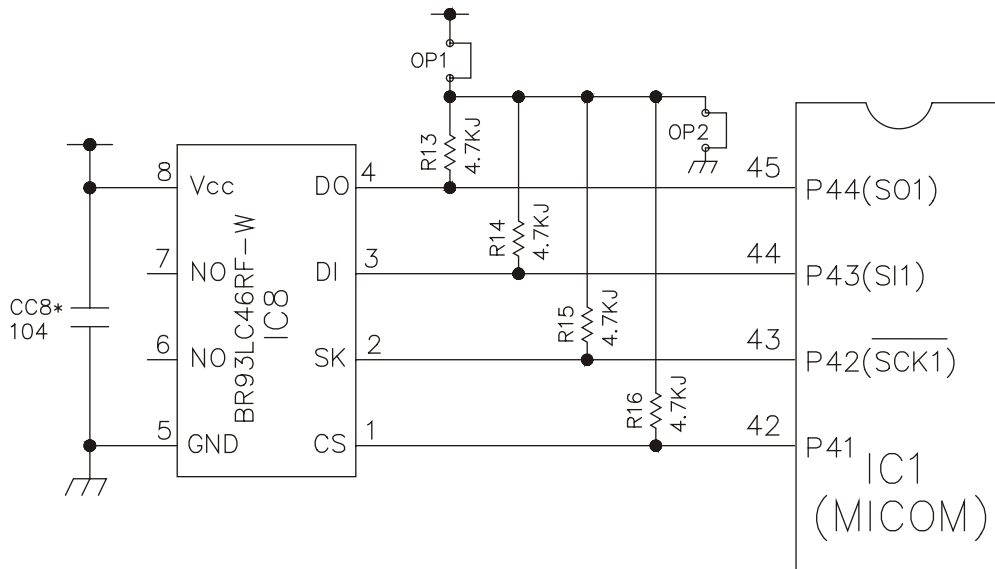 OP1
OP2
R13
4.7KJ
R14
4.7KJ
R15
4.7KJ
R16
4.7KJ
CC8*
104
8
Vcc
7
NO
6
NO
5
GND
BR93LC46RF-W
IC8
DO
4
DI
3
SK
2
CS
1
45
P44(SO1)
44
P43(SI1)
43
P42(S̅C̅K̅1̅)
42
P41
IC1
(MICOM)